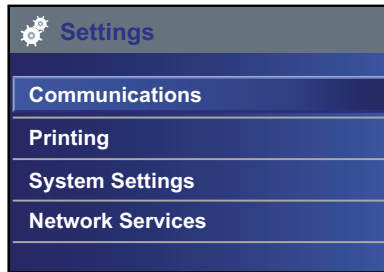 Settings
Communications
Printing
System Settings
Network Services